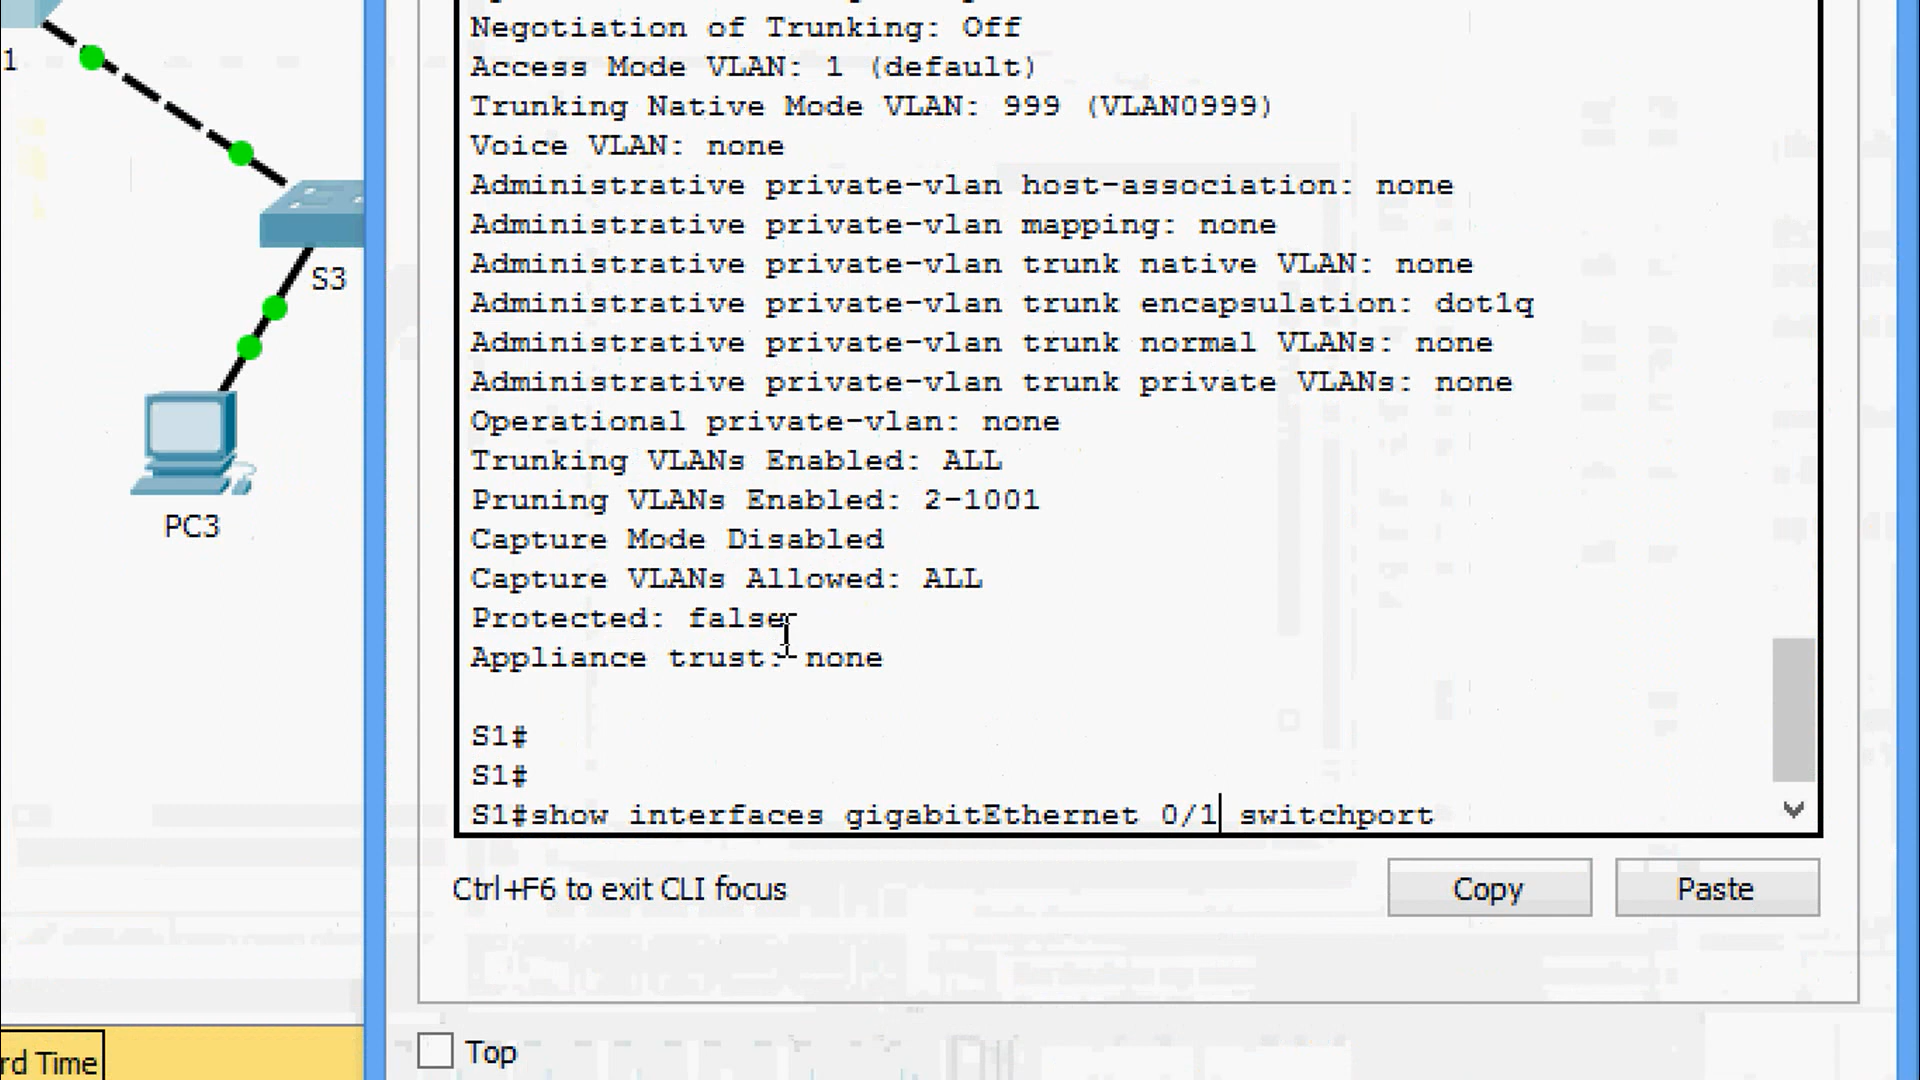 Negotiation of Trunking: Off
Access Mode VLAN: 1 (default)
Trunking Native Mode VLAN: 999 (VLAN0999)
Voice VLAN: none
Administrative private-vlan host-association: none
Administrative private-vlan mapping: none
Administrative private-vlan trunk native VLAN: none
Administrative private-vlan trunk encapsulation: dot1q
Administrative private-vlan trunk normal VLANs: none
Administrative private-vlan trunk private VLANs: none
Operational private-vlan: none
Trunking VLANs Enabled: ALL
Pruning VLANs Enabled: 2-1001
Capture Mode Disabled
Capture VLANs Allowed: ALL
Protected: false
Appliance trust: none
S1#
S1#
S1#show interfaces gigabitEthernet 0/1 switchport
Ctrl+F6 to exit CLI focus
Copy
Paste
Top
1
S3
PC3
rd Time